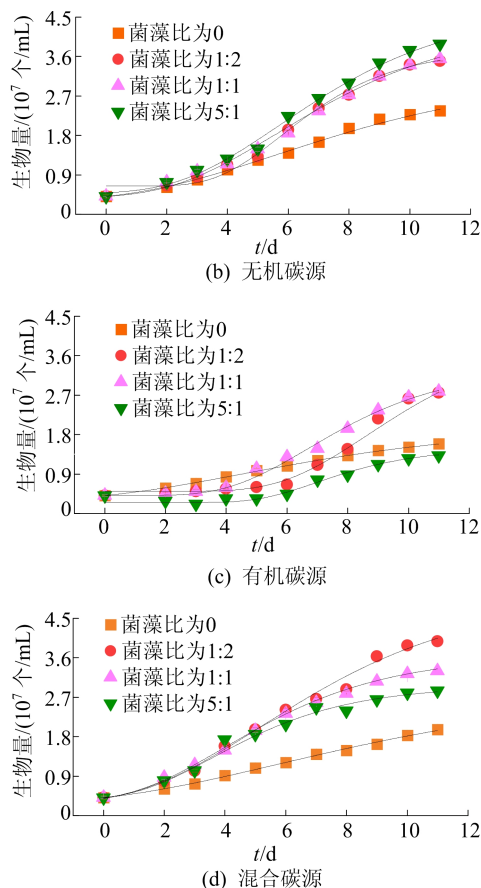 生物量/(10⁷ 个/mL)
4.5
3.6
2.7
1.8
0.9
0
菌藻比为0
菌藻比为1:2
菌藻比为1:1
菌藻比为5:1
0 2 4 6 8 10 12
t/d
(b) 无机碳源
生物量/(10⁷ 个/mL)
4.5
3.6
2.7
1.8
0.9
0
菌藻比为0
菌藻比为1:2
菌藻比为1:1
菌藻比为5:1
0 2 4 6 8 10 12
t/d
(c) 有机碳源
生物量/(10⁷ 个/mL)
4.5
3.6
2.7
1.8
0.9
0
菌藻比为0
菌藻比为1:2
菌藻比为1:1
菌藻比为5:1
0 2 4 6 8 10 12
t/d
(d) 混合碳源